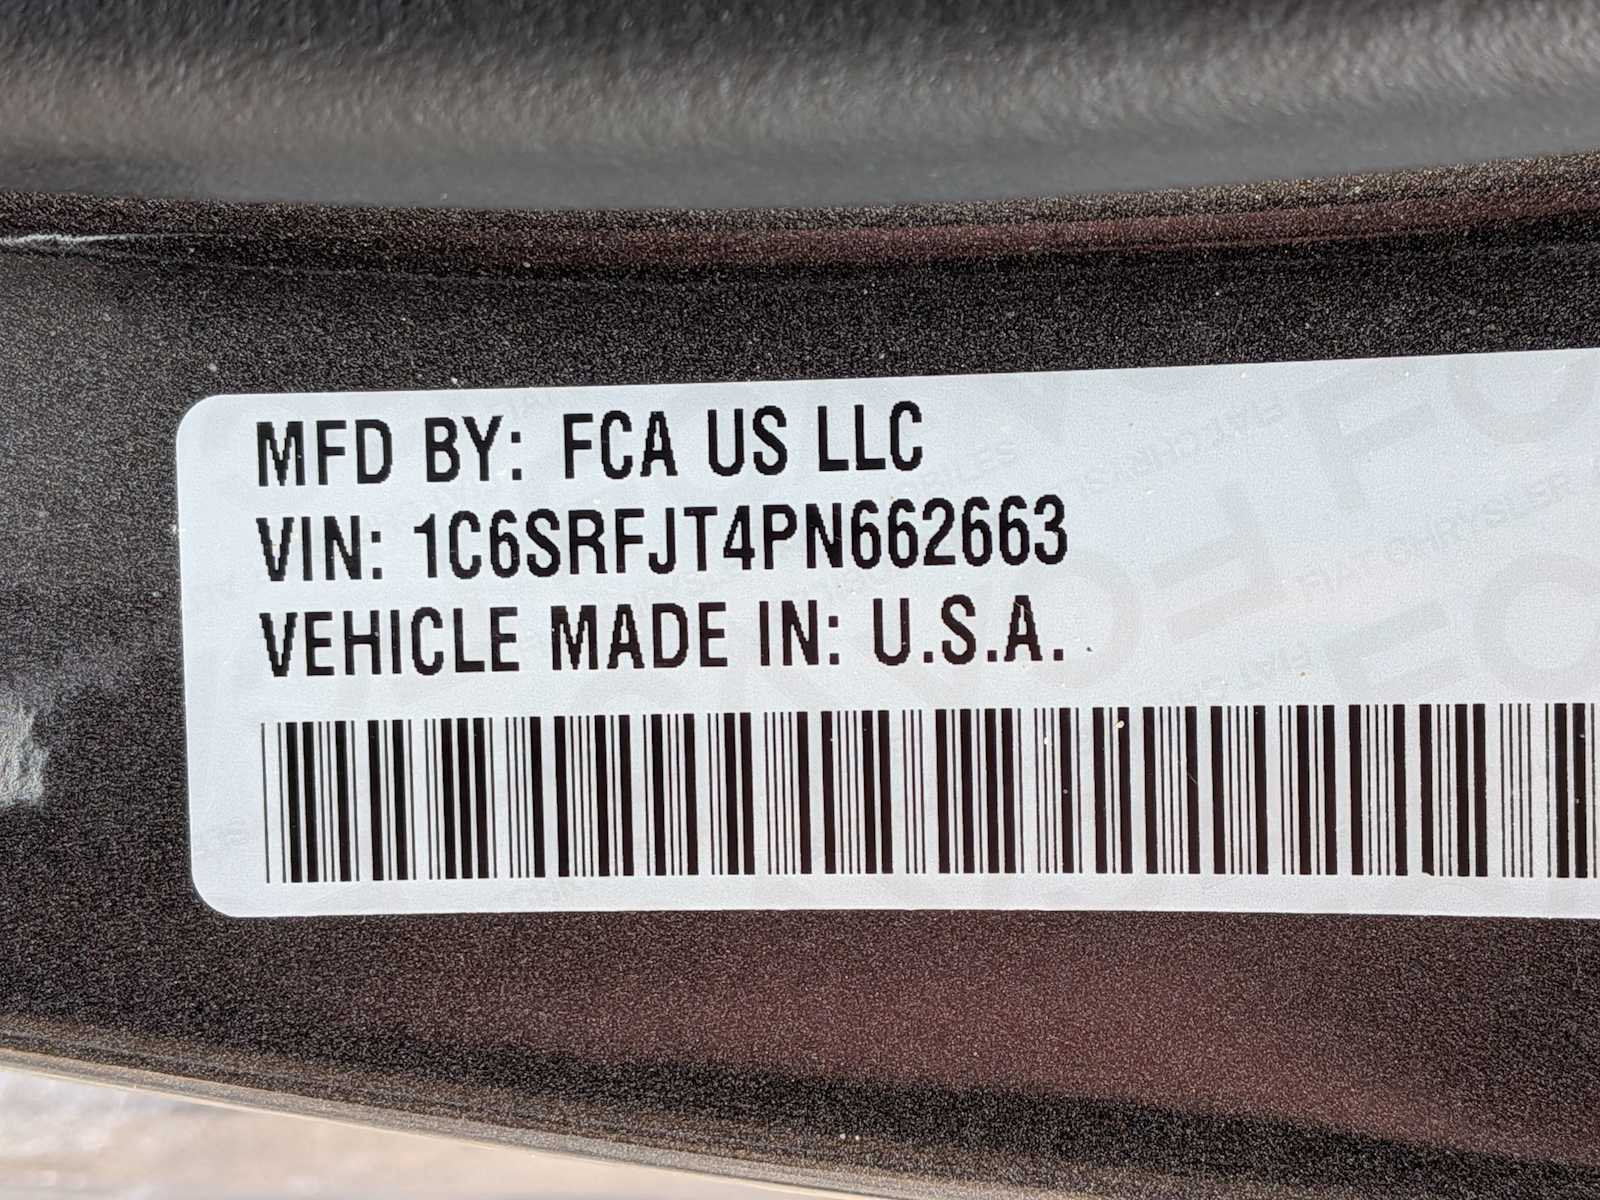 MFD BY: FCA US LLC
VIN: 1C6SRFJT4PN662663
VEHICLE MADE IN: U.S.A.